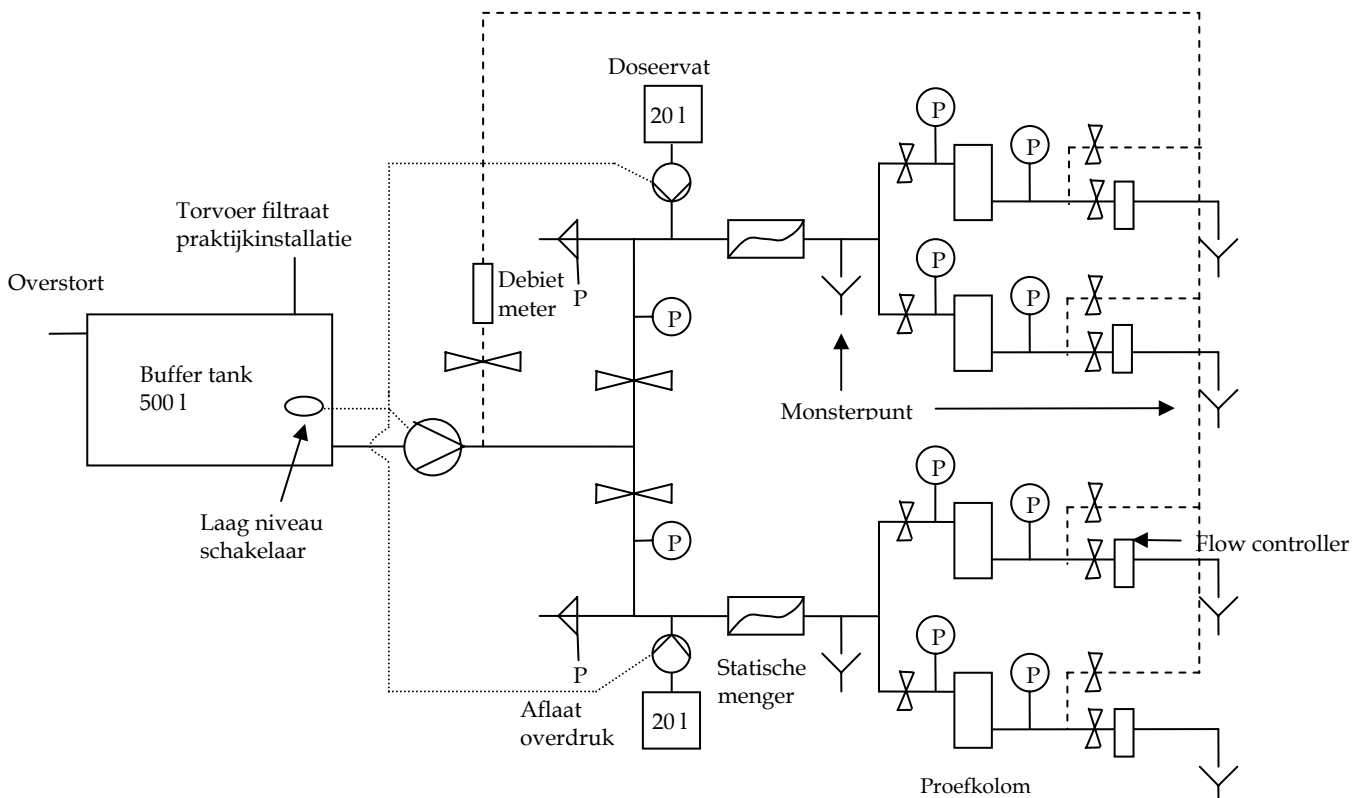 Doseervat
20 l
P
P
Torvoer filtraat
praktijkinstallatie
Overstort
Debiet
meter
P
P
P
P
Buffer tank
500 l
Monsterpunt
Laag niveau
schakelaar
P
P
P
Flow controller
P
P
P
Statische
menger
Aflaat
overdruk
20 l
Proefkolom